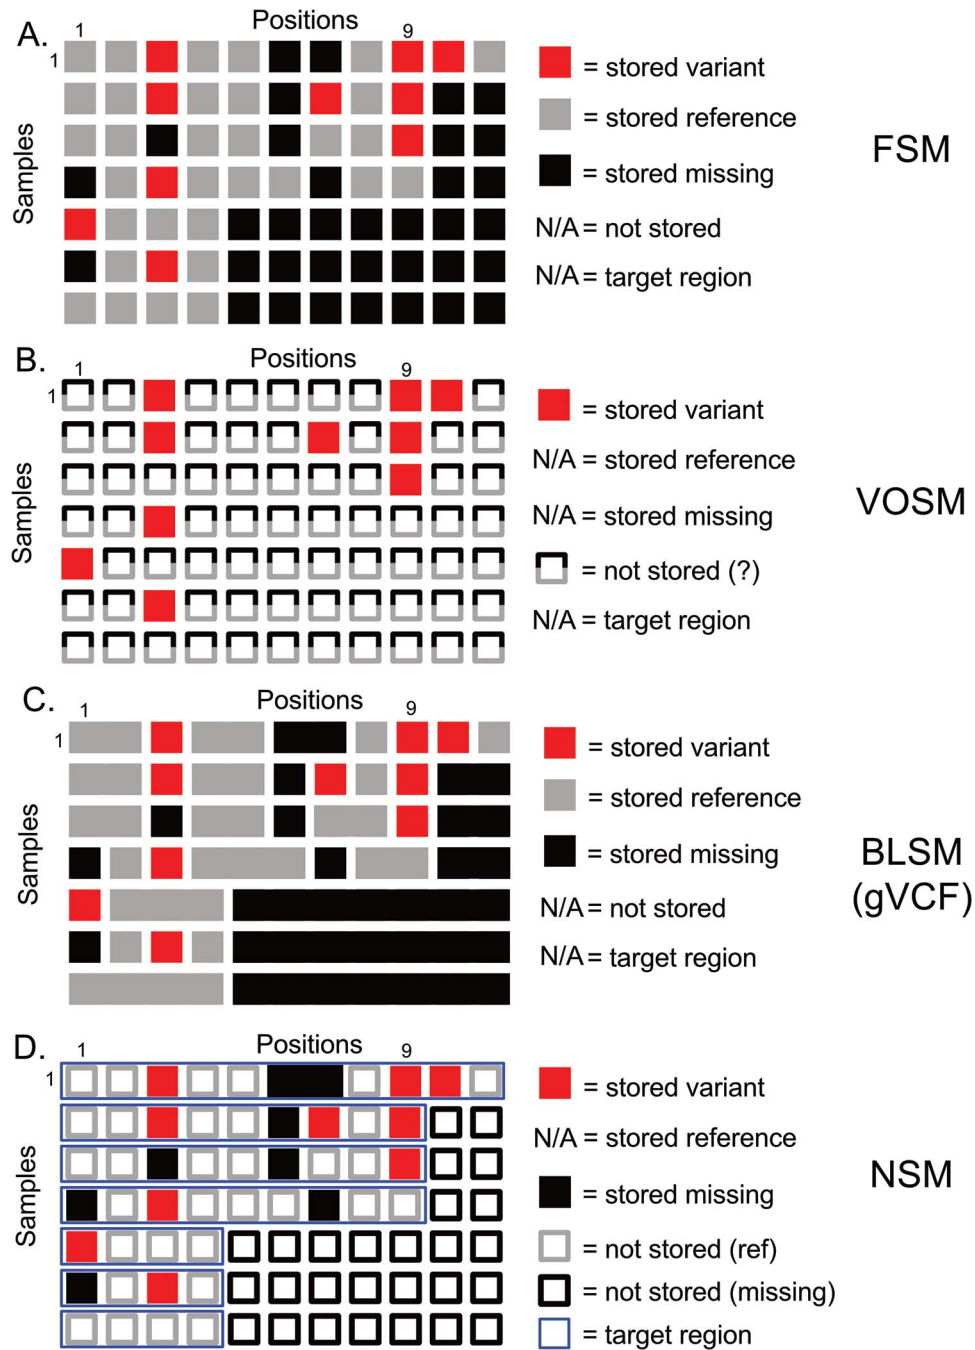 A.
Positions
1
9
1
Samples
= stored variant
= stored reference
= stored missing
N/A = not stored
N/A = target region
FSM
B.
Positions
1
9
1
Samples
= stored variant
N/A = stored reference
N/A = stored missing
= not stored (?)
N/A = target region
VOSM
C.
Positions
1
9
1
Samples
= stored variant
= stored reference
= stored missing
N/A = not stored
N/A = target region
BLSM
(gVCF)
D.
Positions
1
9
1
Samples
= stored variant
N/A = stored reference
= stored missing
= not stored (ref)
= not stored (missing)
= target region
NSM